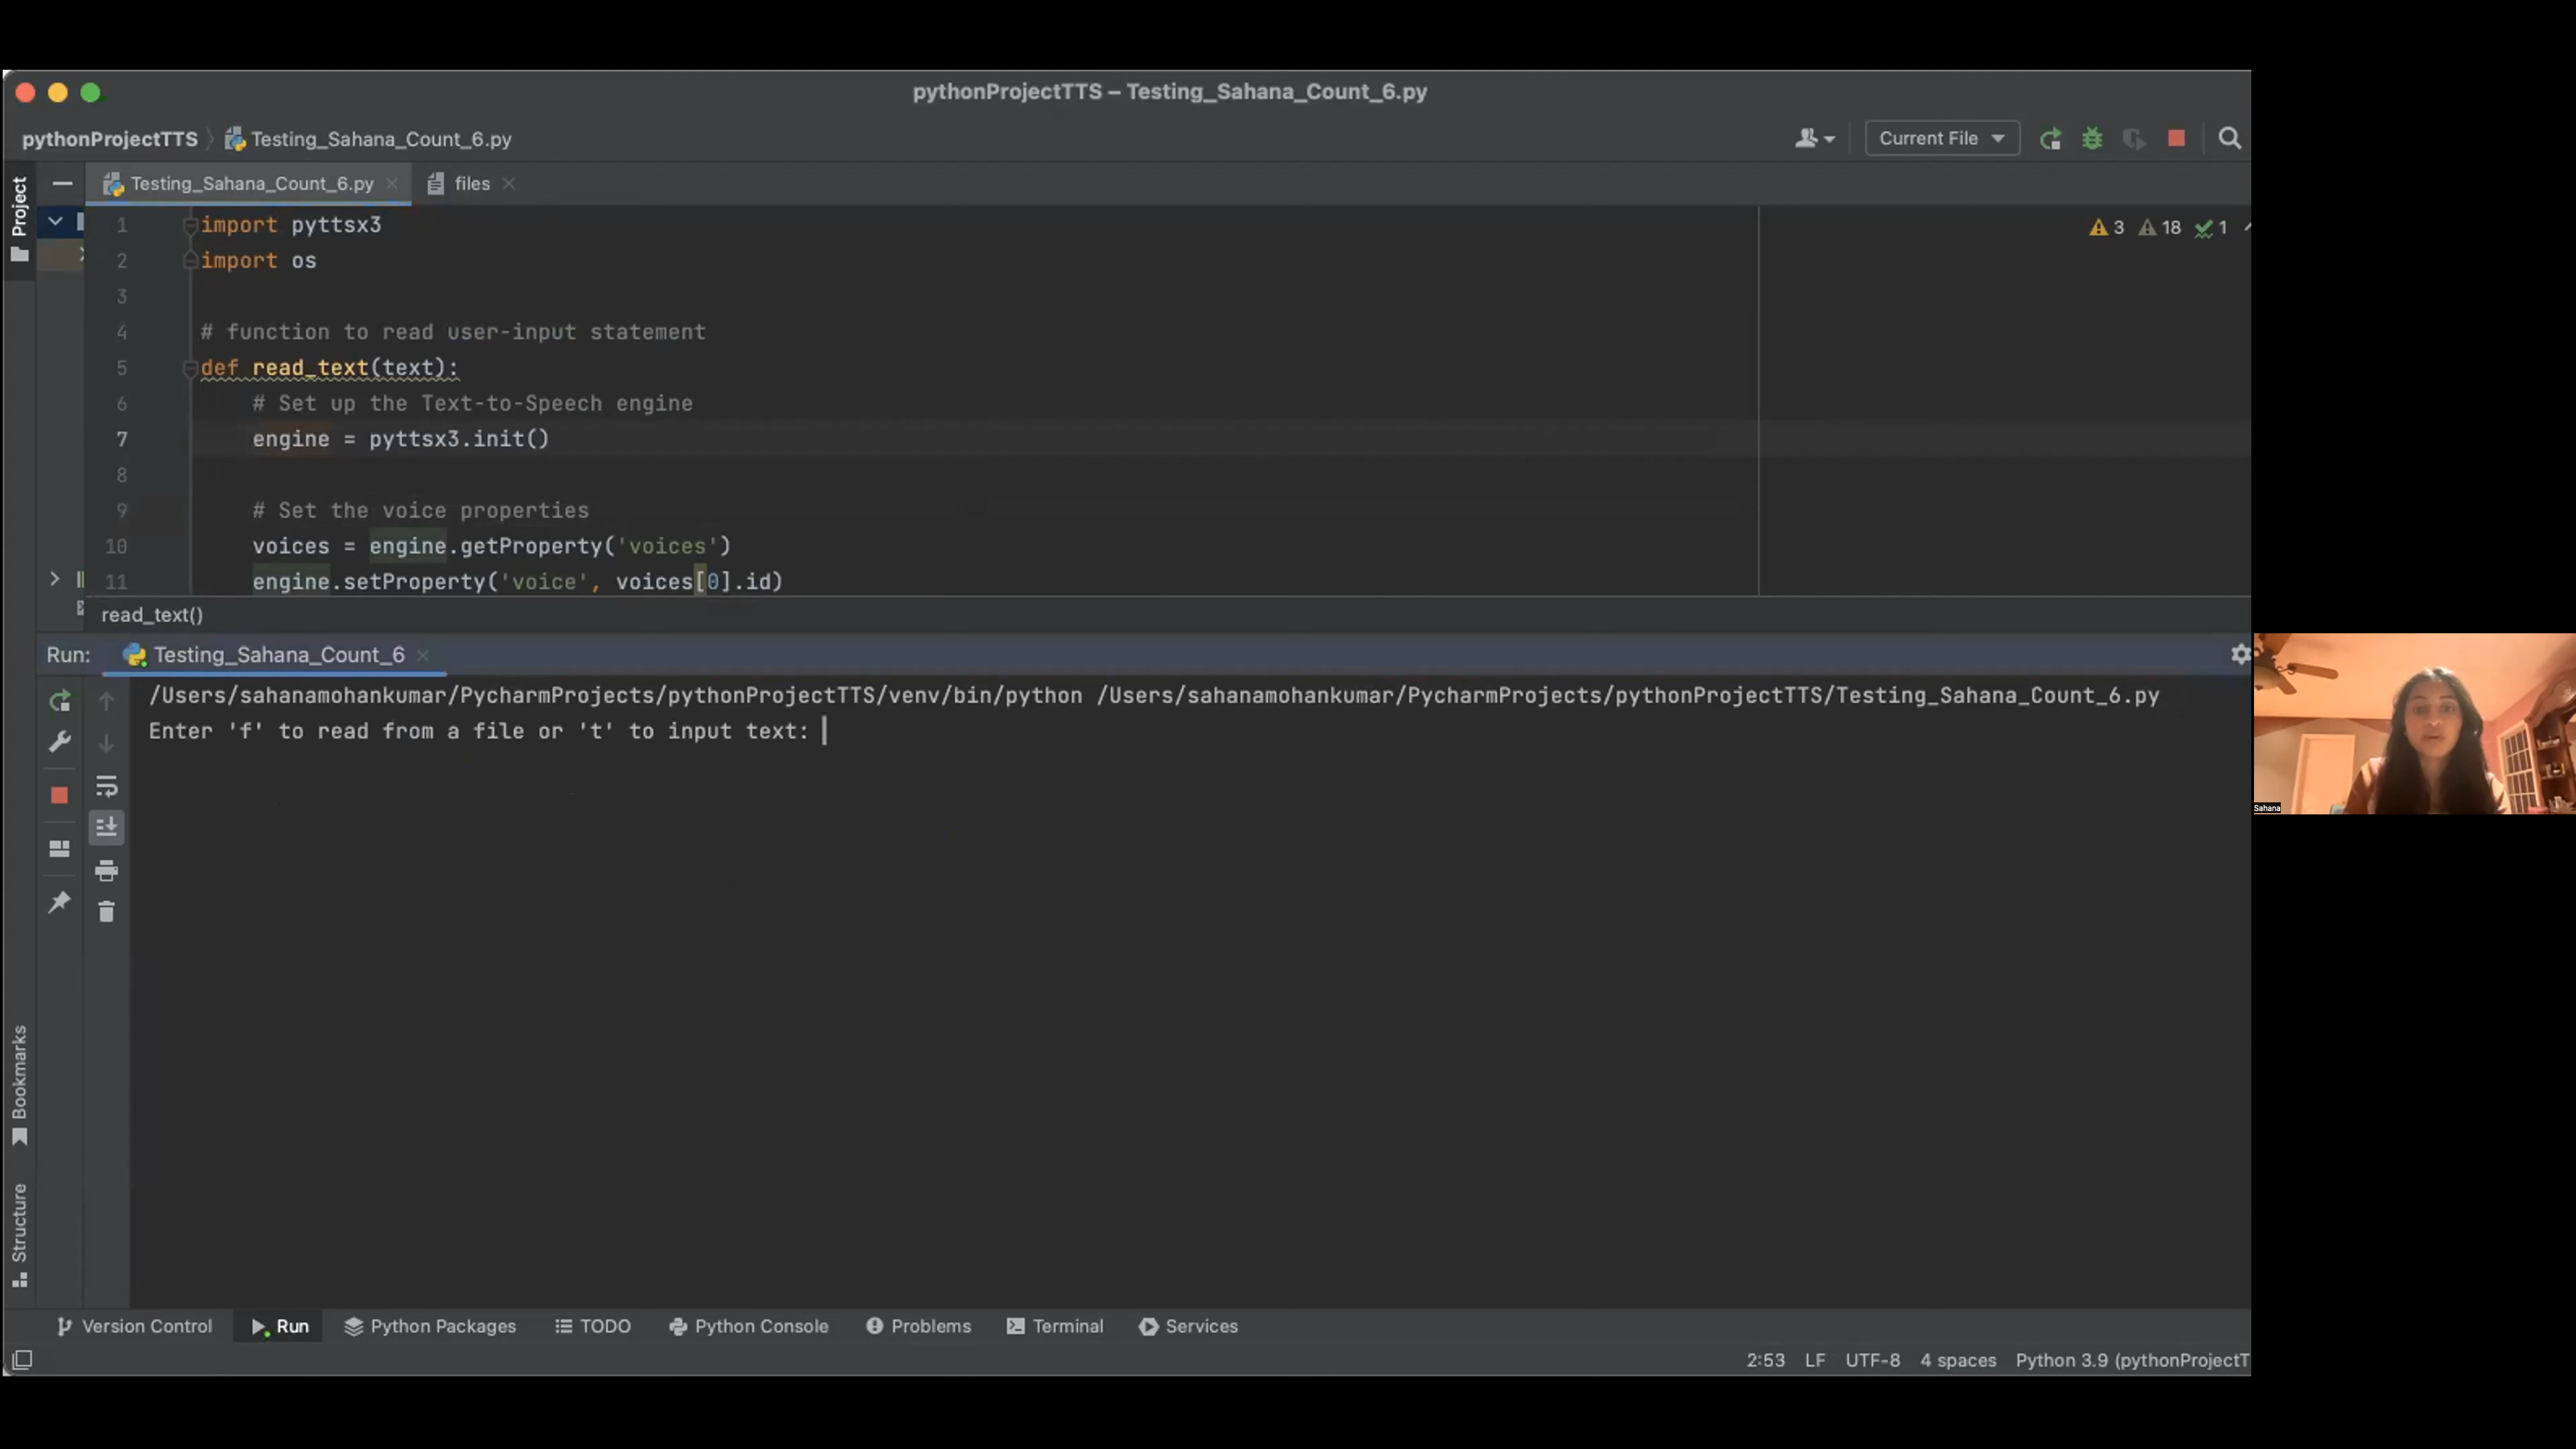 pythonProjectTTS – Testing_Sahana_Count_6.py
pythonProjectTTS Testing_Sahana_Count_6.py
Current File
Project
Testing_Sahana_Count_6.py
files
3 18 1
1 import pyttsx3
2 import os
3
4 # function to read user-input statement
5 def read_text(text):
6 # Set up the Text-to-Speech engine
7 engine = pyttsx3.init()
8
9 # Set the voice properties
10 voices = engine.getProperty('voices')
11 engine.setProperty('voice', voices[0].id)
read_text()
Run: Testing_Sahana_Count_6
/Users/sahanamohankumar/PycharmProjects/pythonProjectTTS/venv/bin/python /Users/sahanamohankumar/PycharmProjects/pythonProjectTTS/Testing_Sahana_Count_6.py
Enter 'f' to read from a file or 't' to input text:
Sahana
Bookmarks
Structure
Version Control Run Python Packages TODO Python Console Problems Terminal Services
2:53 LF UTF-8 4 spaces Python 3.9 (pythonProjectT